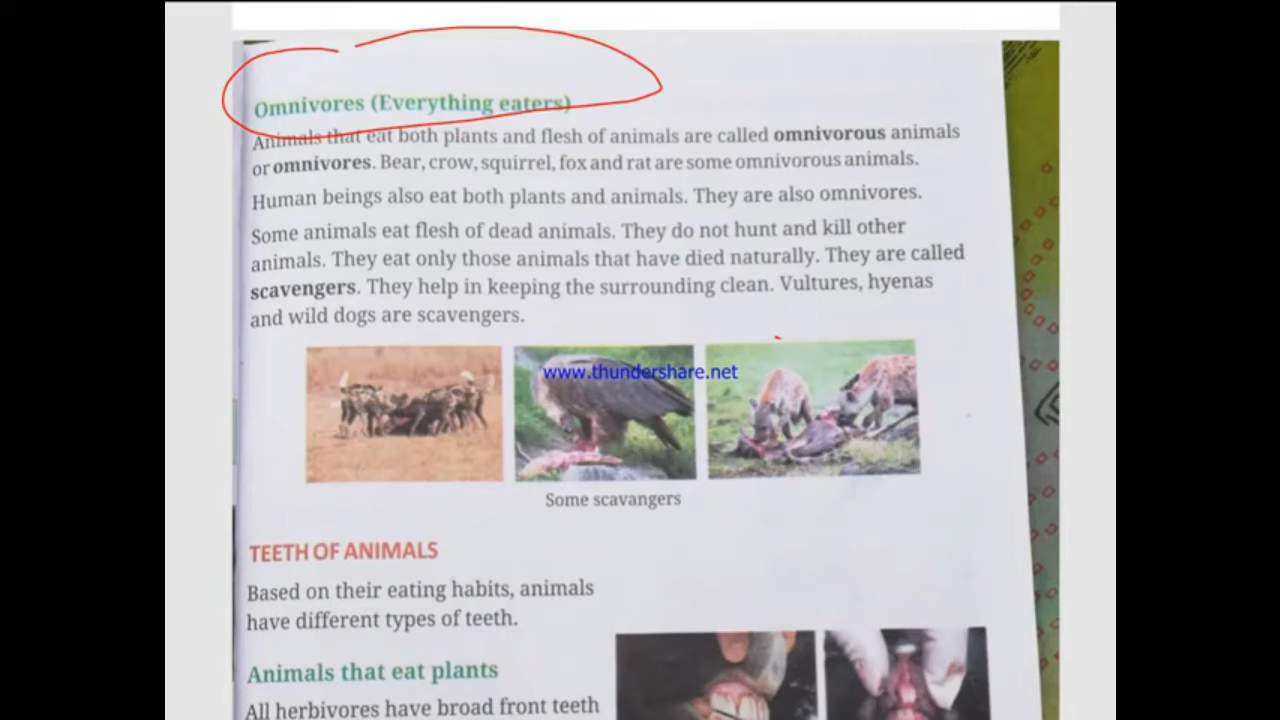 Omnivores (Everything eaters)
Animals that eat both plants and flesh of animals are called omnivorous animals
or omnivores. Bear, crow, squirrel, fox and rat are some omnivorous animals.
Human beings also eat both plants and animals. They are also omnivores.
Some animals eat flesh of dead animals. They do not hunt and kill other
animals. They eat only those animals that have died naturally. They are called
scavengers. They help in keeping the surrounding clean. Vultures, hyenas
and wild dogs are scavengers.
www.thundershare.net
Some scavangers
TEETH OF ANIMALS
Based on their eating habits, animals
have different types of teeth.
Animals that eat plants
All herbivores have broad front teeth